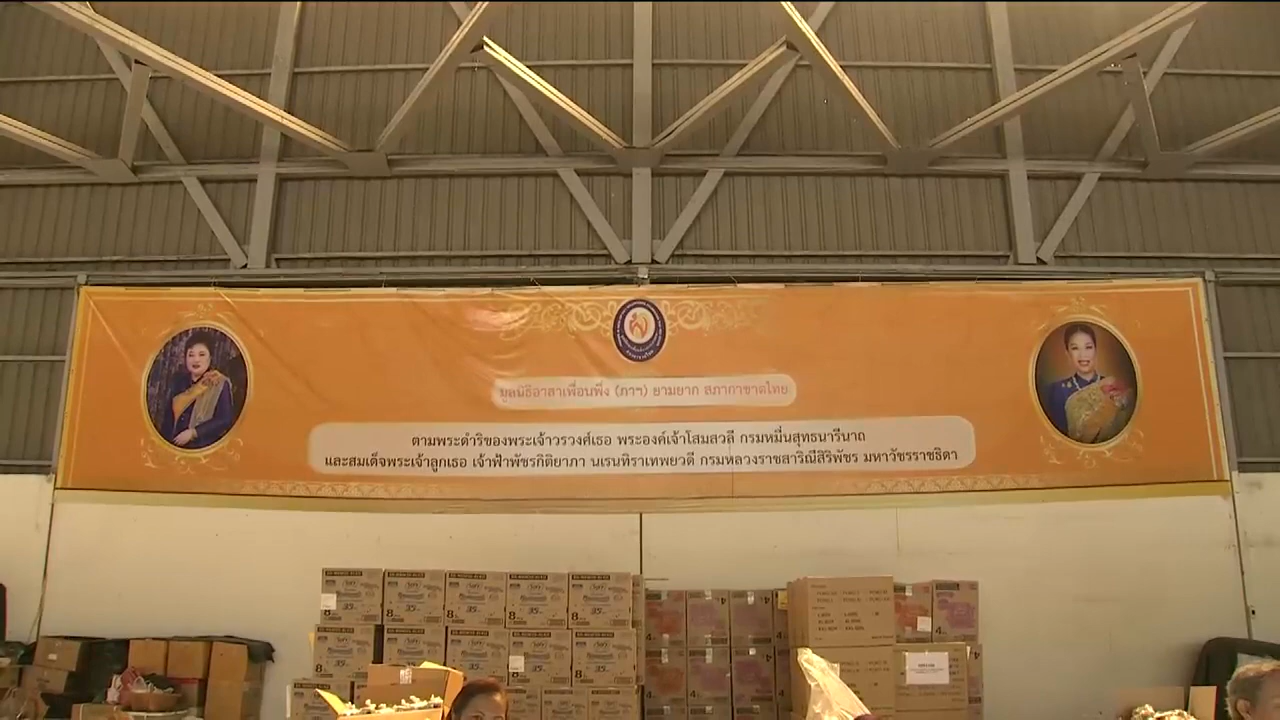 มูลนิธิอาสาเพื่อนพึ่ง (ภาฯ) ยามยาก สภากาชาดไทย
ตามพระดำริของพระเจ้าวรวงศ์เธอ พระองค์เจ้าโสมสวลี กรมหมื่นสุทธนารีนาถ
และสมเด็จพระเจ้าลูกเธอ เจ้าฟ้าพัชรกิติยาภา นเรนทิราเทพยวดี กรมหลวงราชสาริณีสิริพัชร มหาวัชรราชธิดา